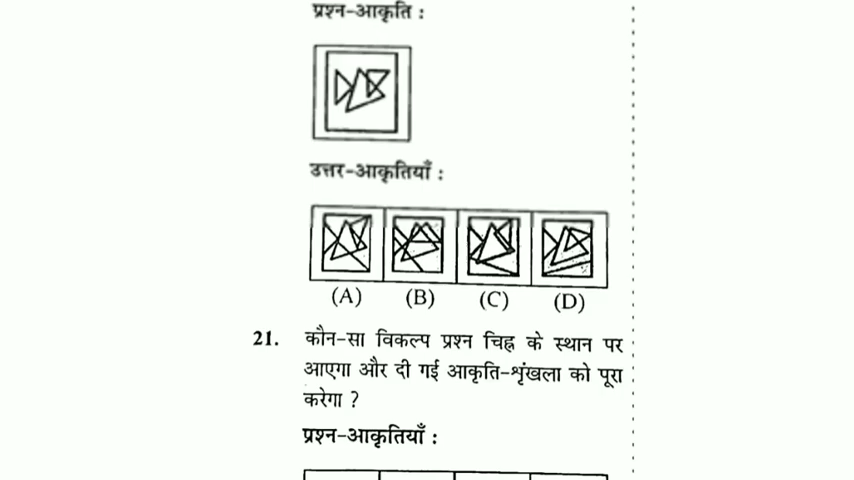 प्रश्न-आकृति :
उत्तर-आकृतियाँ :
(A) (B) (C) (D)
21. कौन-सा विकल्प प्रश्न चिह्न के स्थान पर
आएगा और दी गई आकृति-शृंखला को पूरा
करेगा ?
प्रश्न-आकृतियाँ :